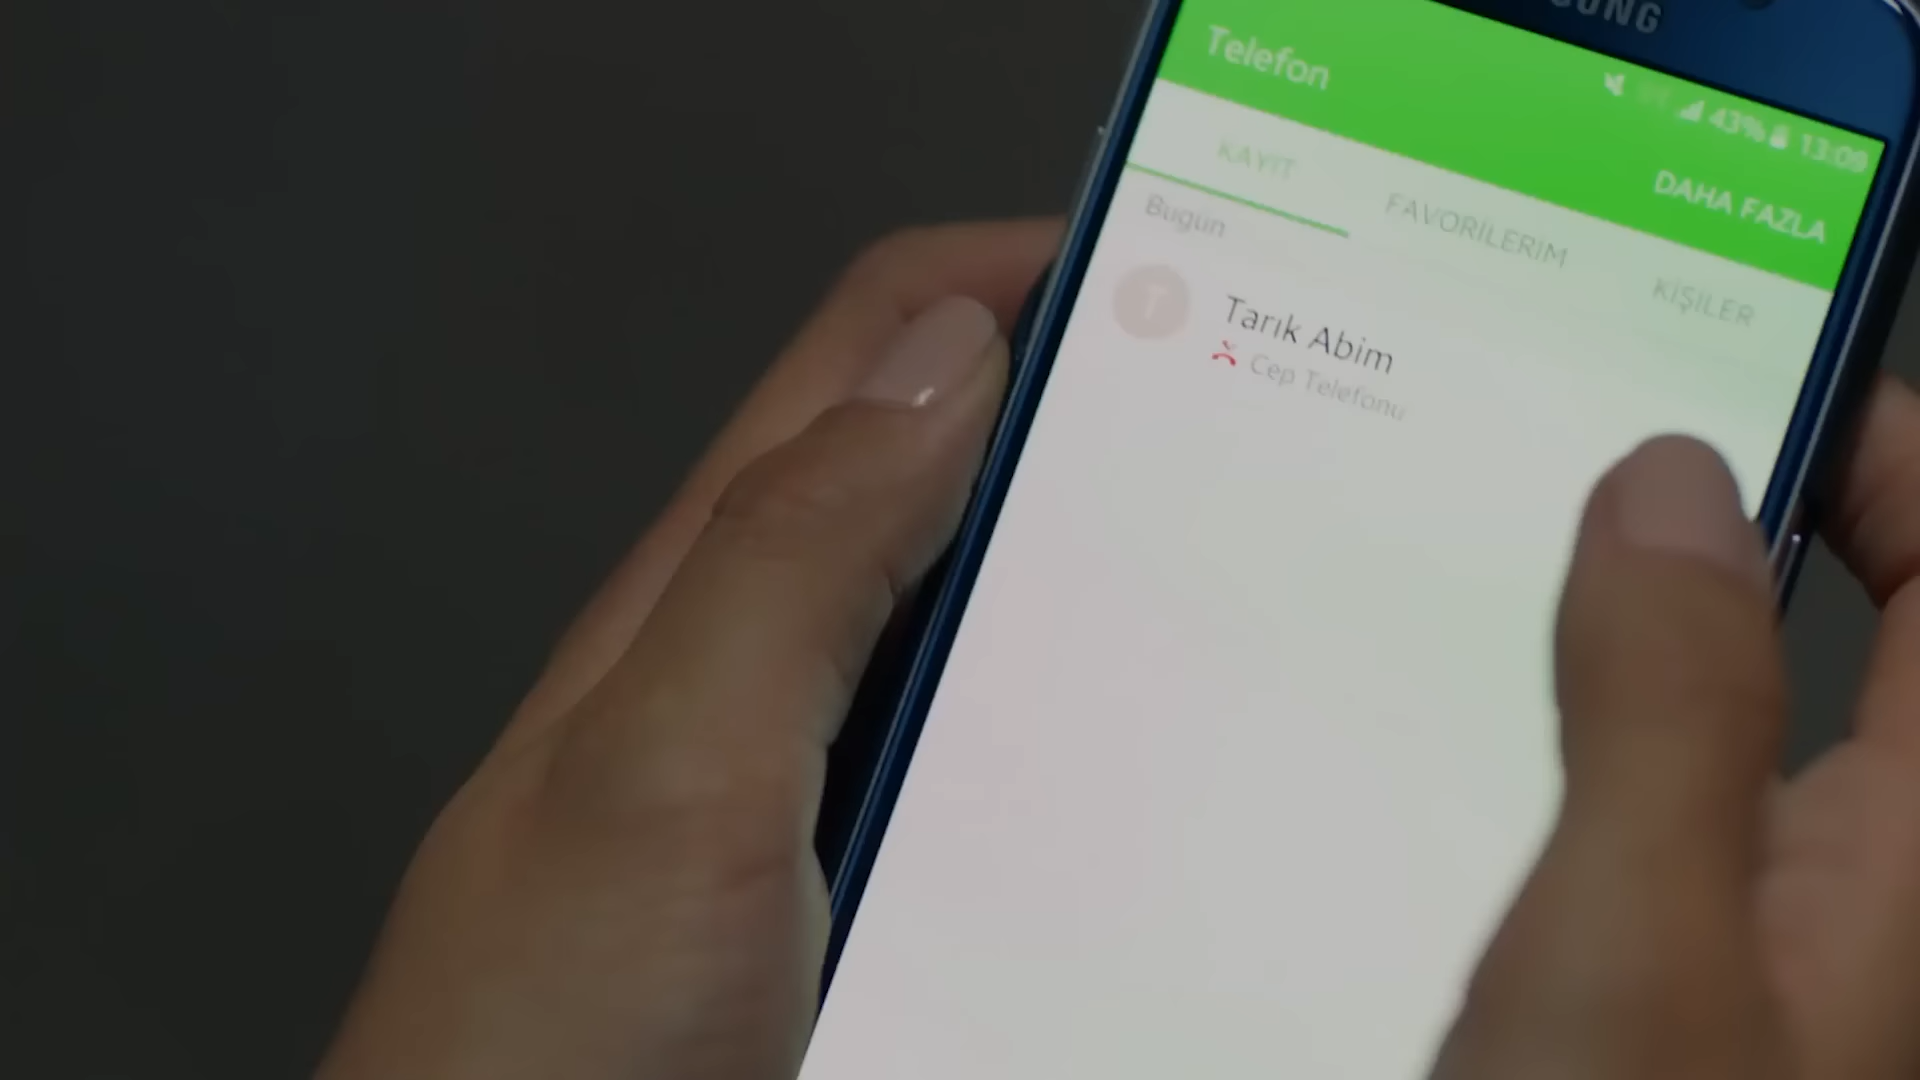 SUNG
43% 13:09
Telefon
DAHA FAZLA
KAYIT
FAVORİLERİM
KİŞİLER
Bugün
T
Tarık Abim
Cep Telefonu